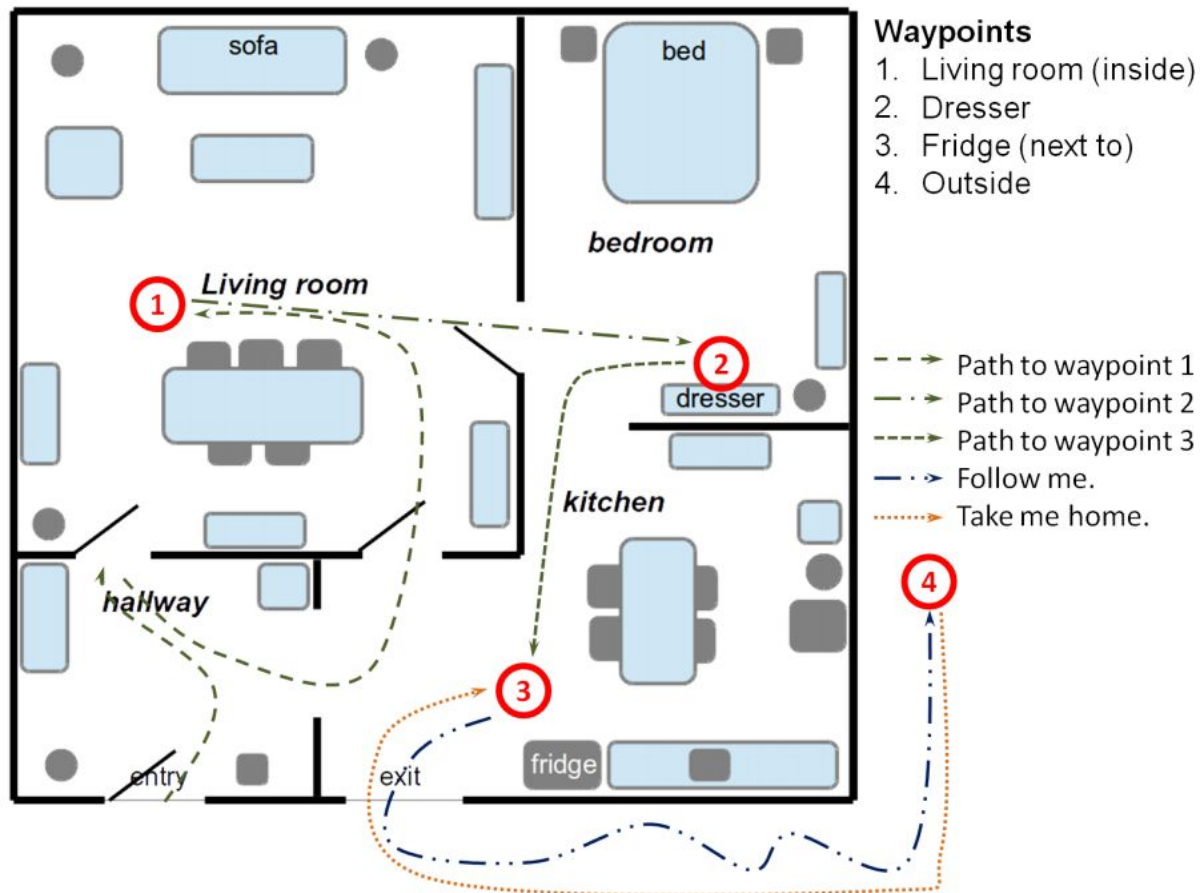 sofa
bed
Waypoints
1. Living room (inside)
2. Dresser
3. Fridge (next to)
4. Outside
bedroom
Living room
1
2
dresser
Path to waypoint 1
Path to waypoint 2
Path to waypoint 3
Follow me.
Take me home.
kitchen
4
hallway
3
fridge
entry
exit